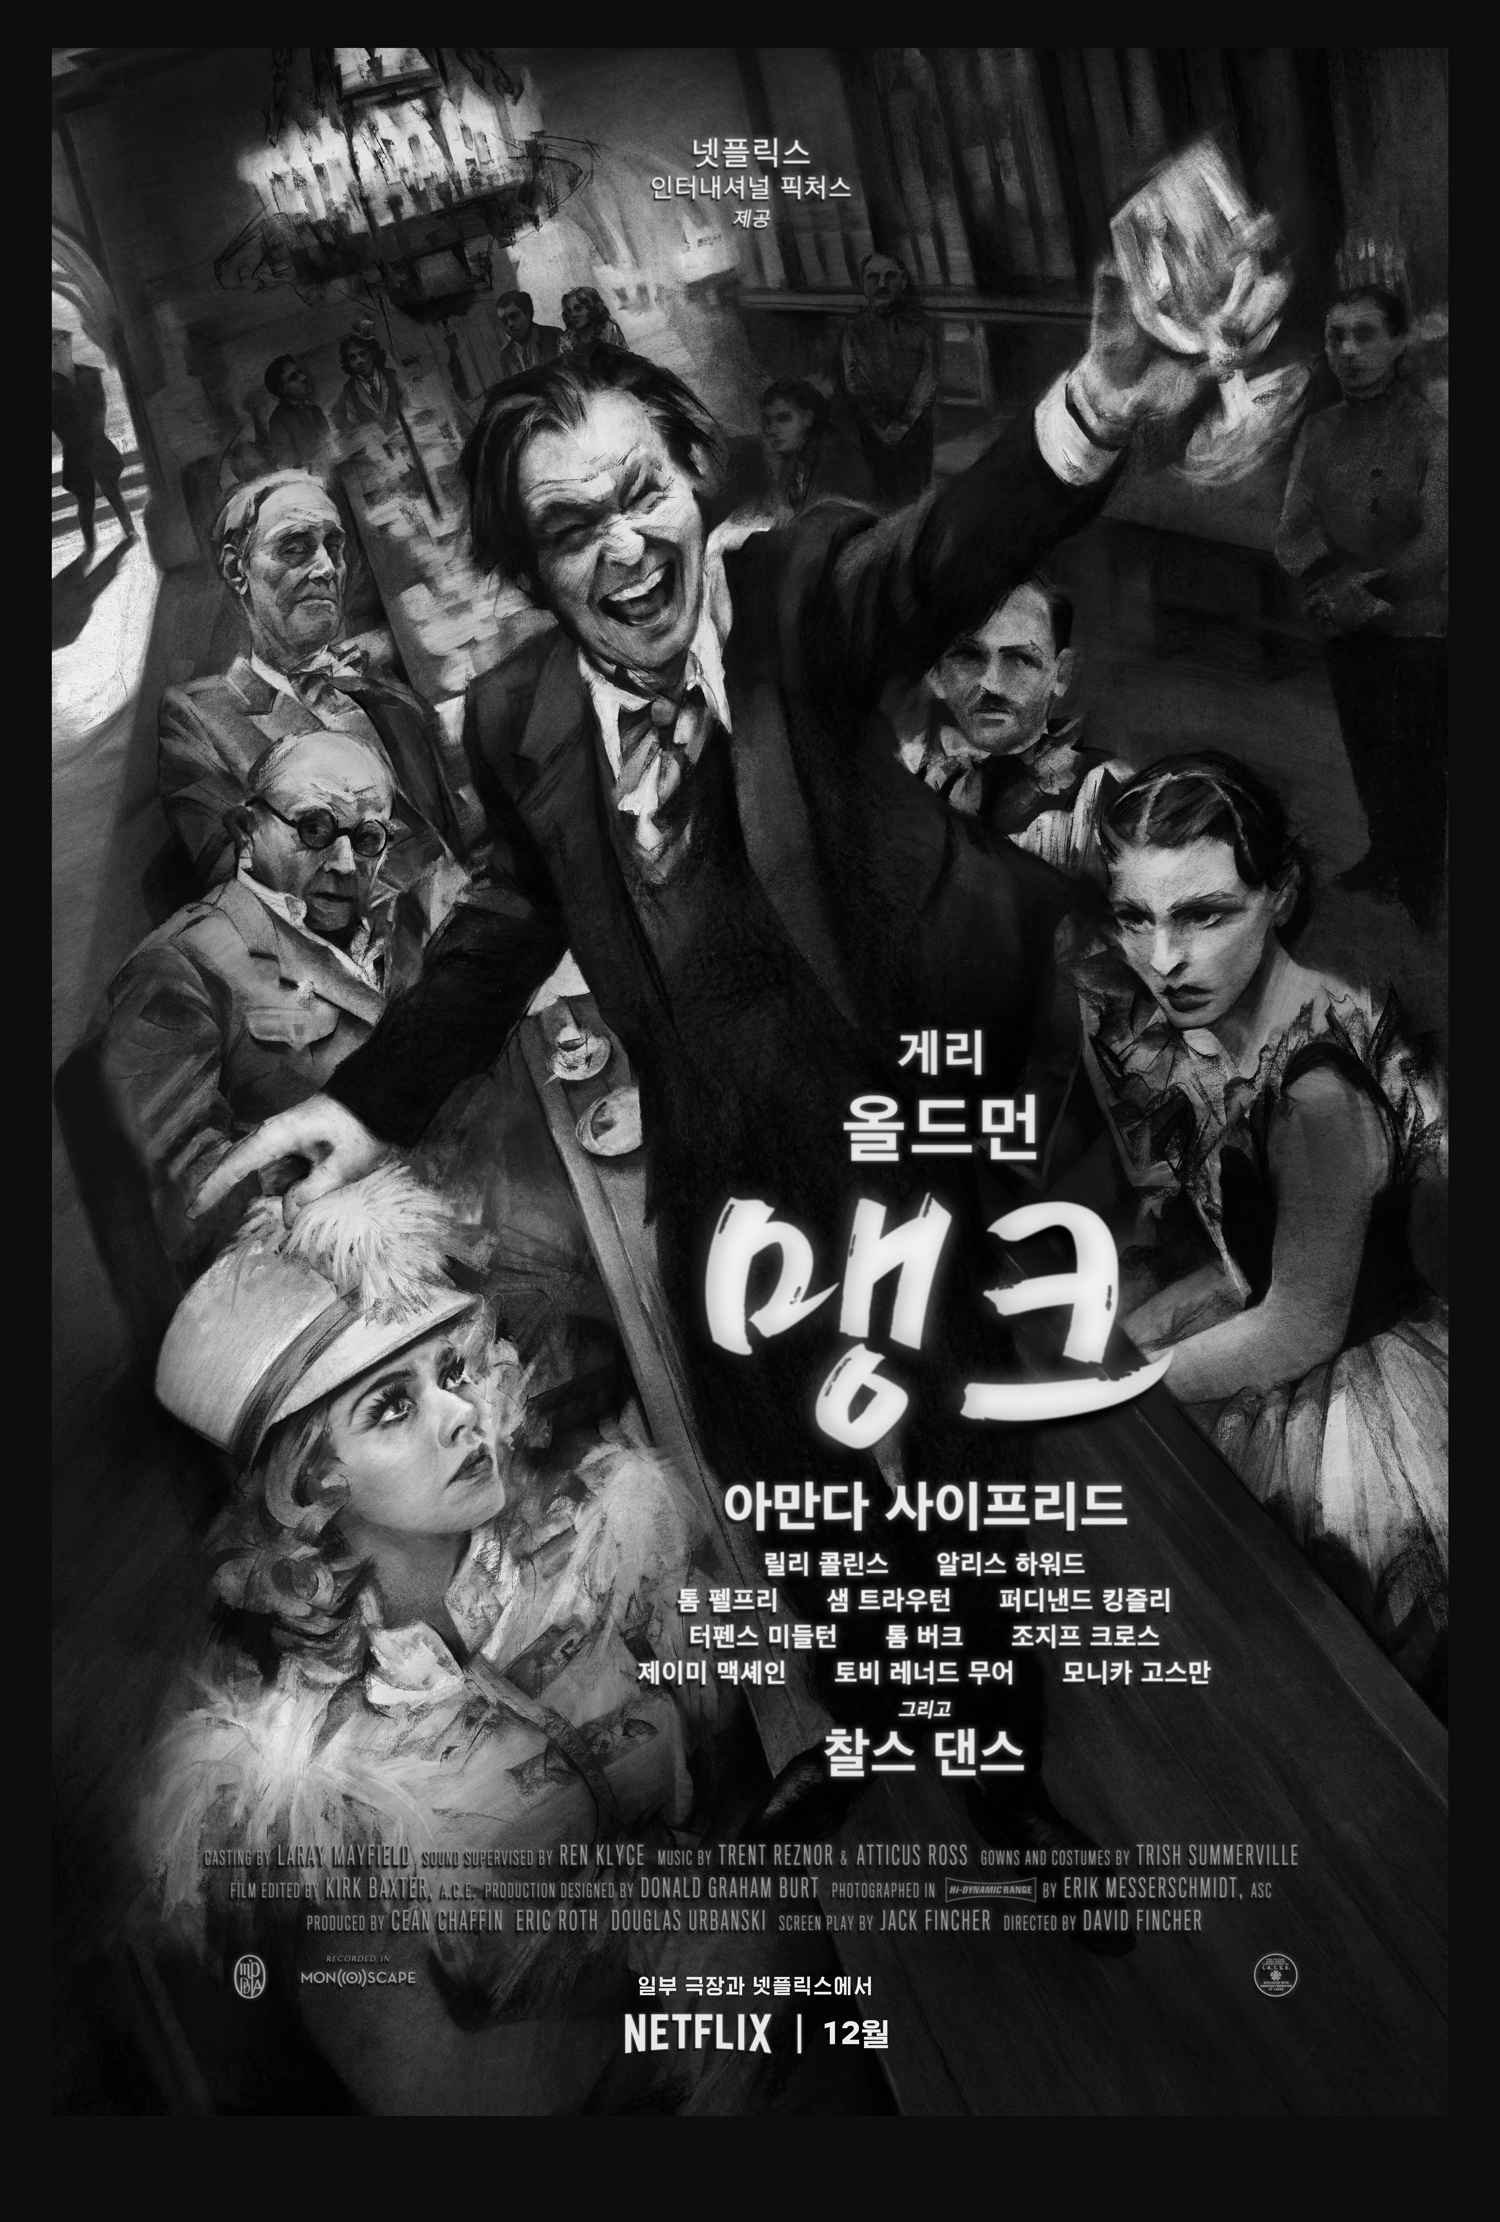 넷플릭스
인터내셔널 픽처스
제공
게리
올드먼
맹크
아만다 사이프리드
릴리 콜린스 알리스 하워드
톰 펠프리 샘 트라우턴 퍼디낸드 킹즐리
터펜스 미들턴 톰 버크 조지프 크로스
제이미 맥셰인 토비 레너드 무어 모니카 고스만
그리고
찰스 댄스
CASTING BY LARAY MAYFIELD SOUND SUPERVISED BY REN KLYCE MUSIC BY TRENT REZNOR & ATTICUS ROSS GOWNS AND COSTUMES BY TRISH SUMMERVILLE
FILM EDITED BY KIRK BAXTER, A.C.E. PRODUCTION DESIGNED BY DONALD GRAHAM BURT PHOTOGRAPHED IN HI-DYNAMIC RANGE BY ERIK MESSERSCHMIDT, ASC
PRODUCED BY CEÁN CHAFFIN ERIC ROTH DOUGLAS URBANSKI SCREEN PLAY BY JACK FINCHER DIRECTED BY DAVID FINCHER
RECORDED IN
MON((O))SCAPE
I.A.T.S.E.
일부 극장과 넷플릭스에서
NETFLIX | 12월